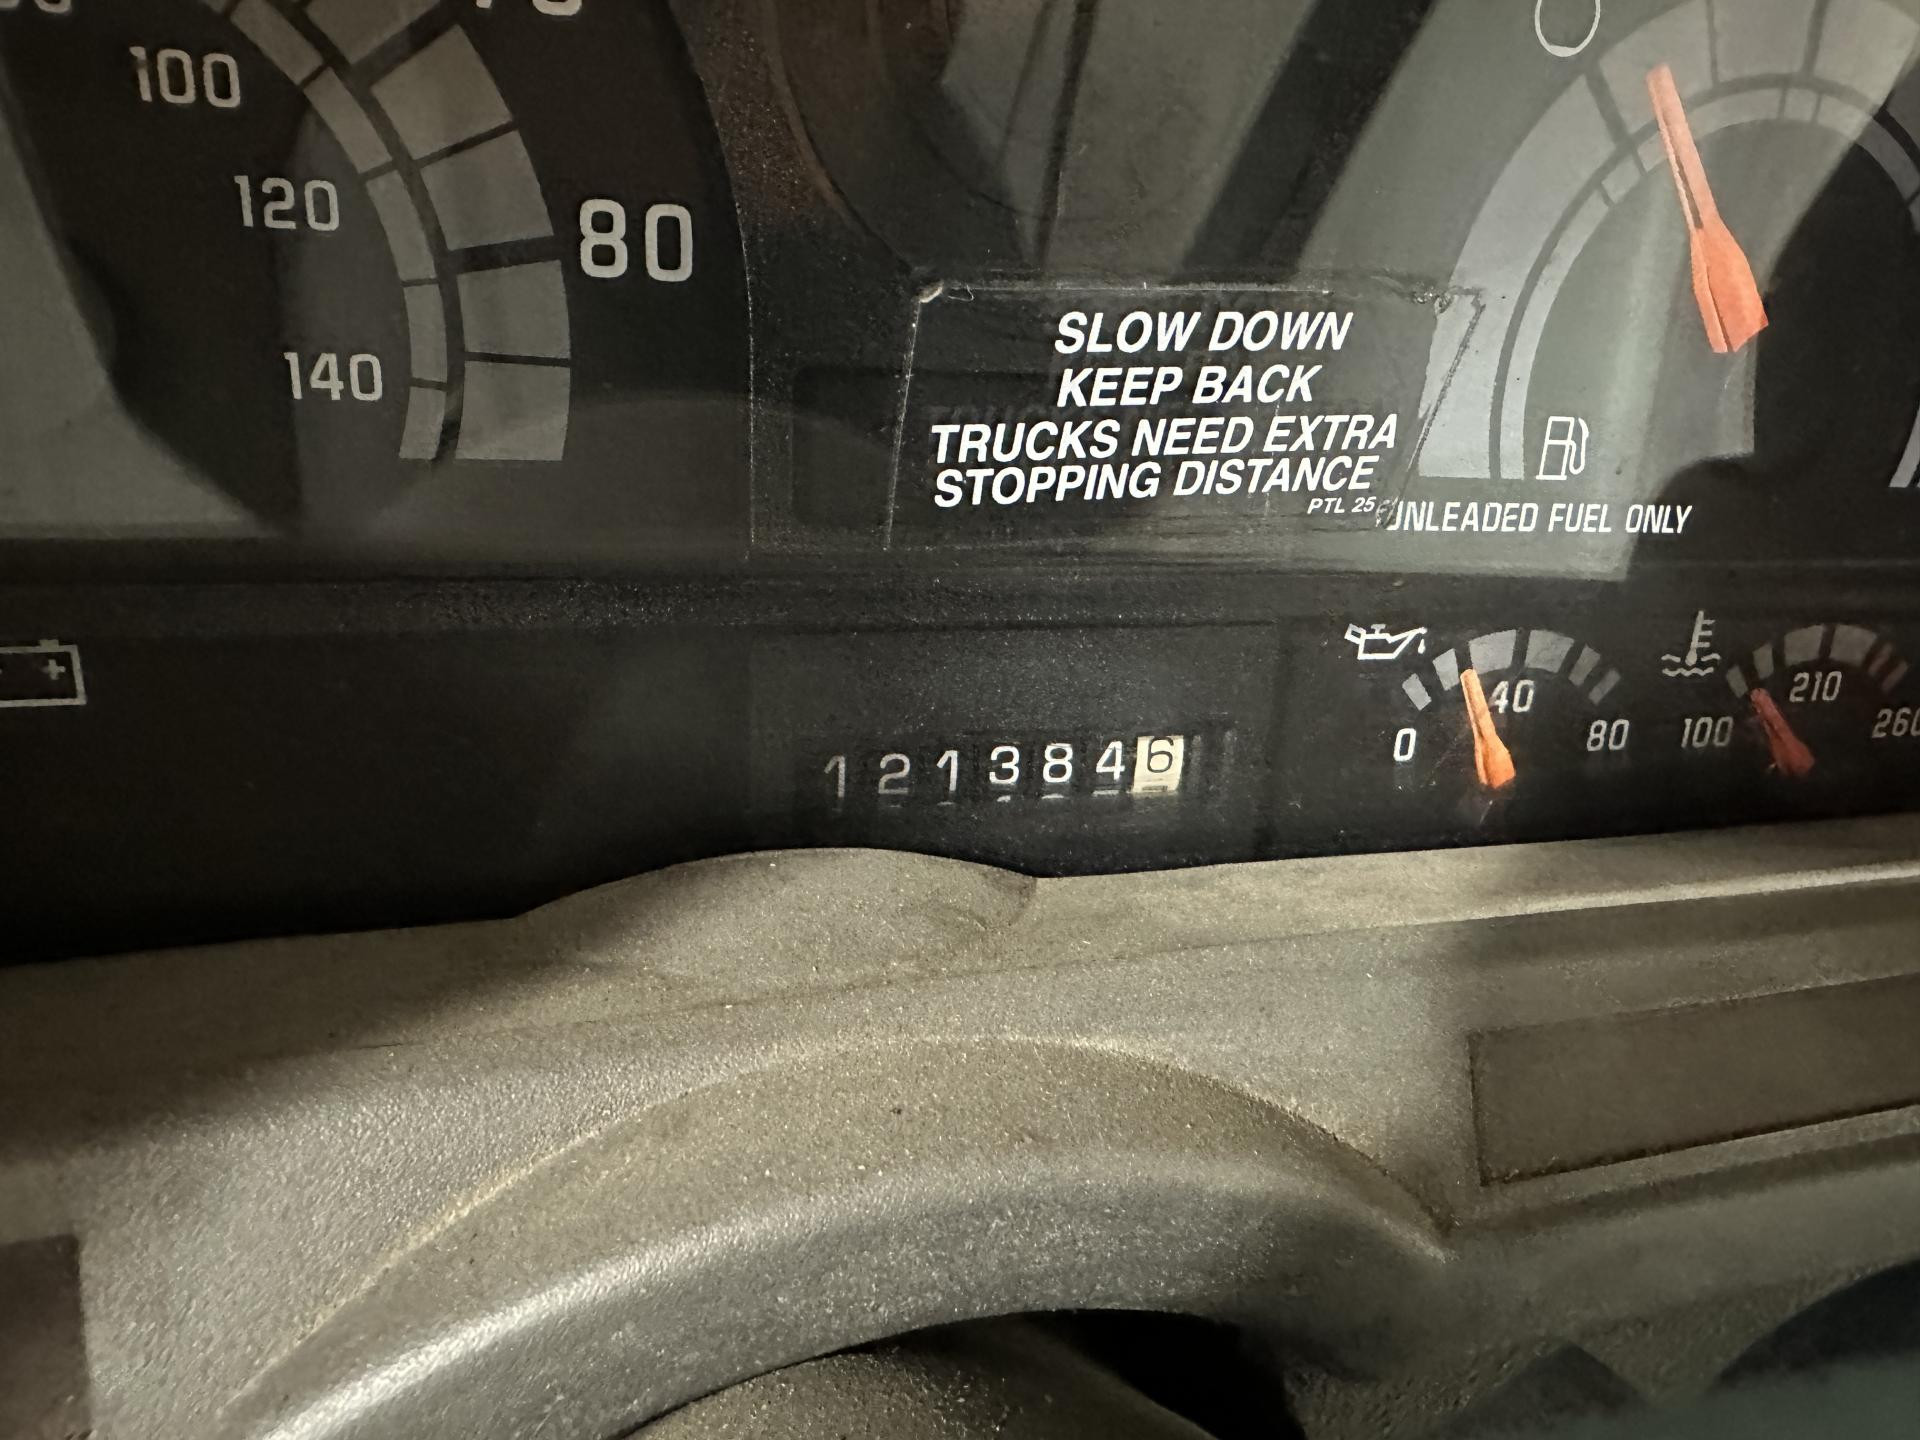 100
120
80
140
SLOW DOWN
KEEP BACK
TRUCKS NEED EXTRA
STOPPING DISTANCE
PTL 25
UNLEADED FUEL ONLY
40
210
0
80
100
260
1213846